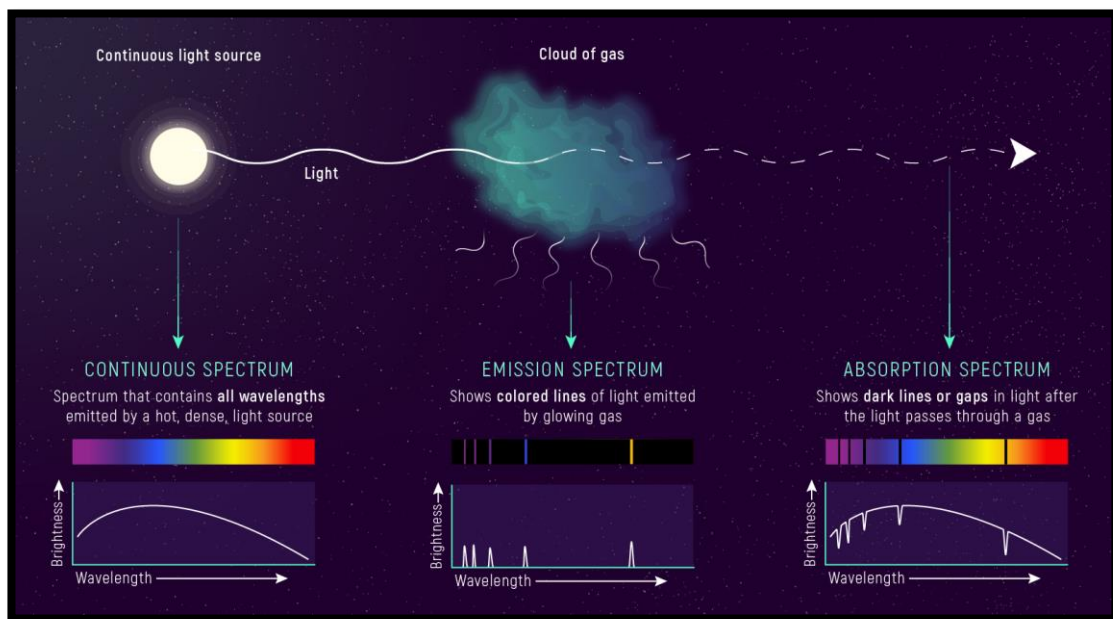 Continuous light source
Cloud of gas
Light
CONTINUOUS SPECTRUM
Spectrum that contains all wavelengths
emitted by a hot, dense, light source
Brightness
Wavelength
EMISSION SPECTRUM
Shows colored lines of light emitted
by glowing gas
Brightness
Wavelength
ABSORPTION SPECTRUM
Shows dark lines or gaps in light after
the light passes through a gas
Brightness
Wavelength